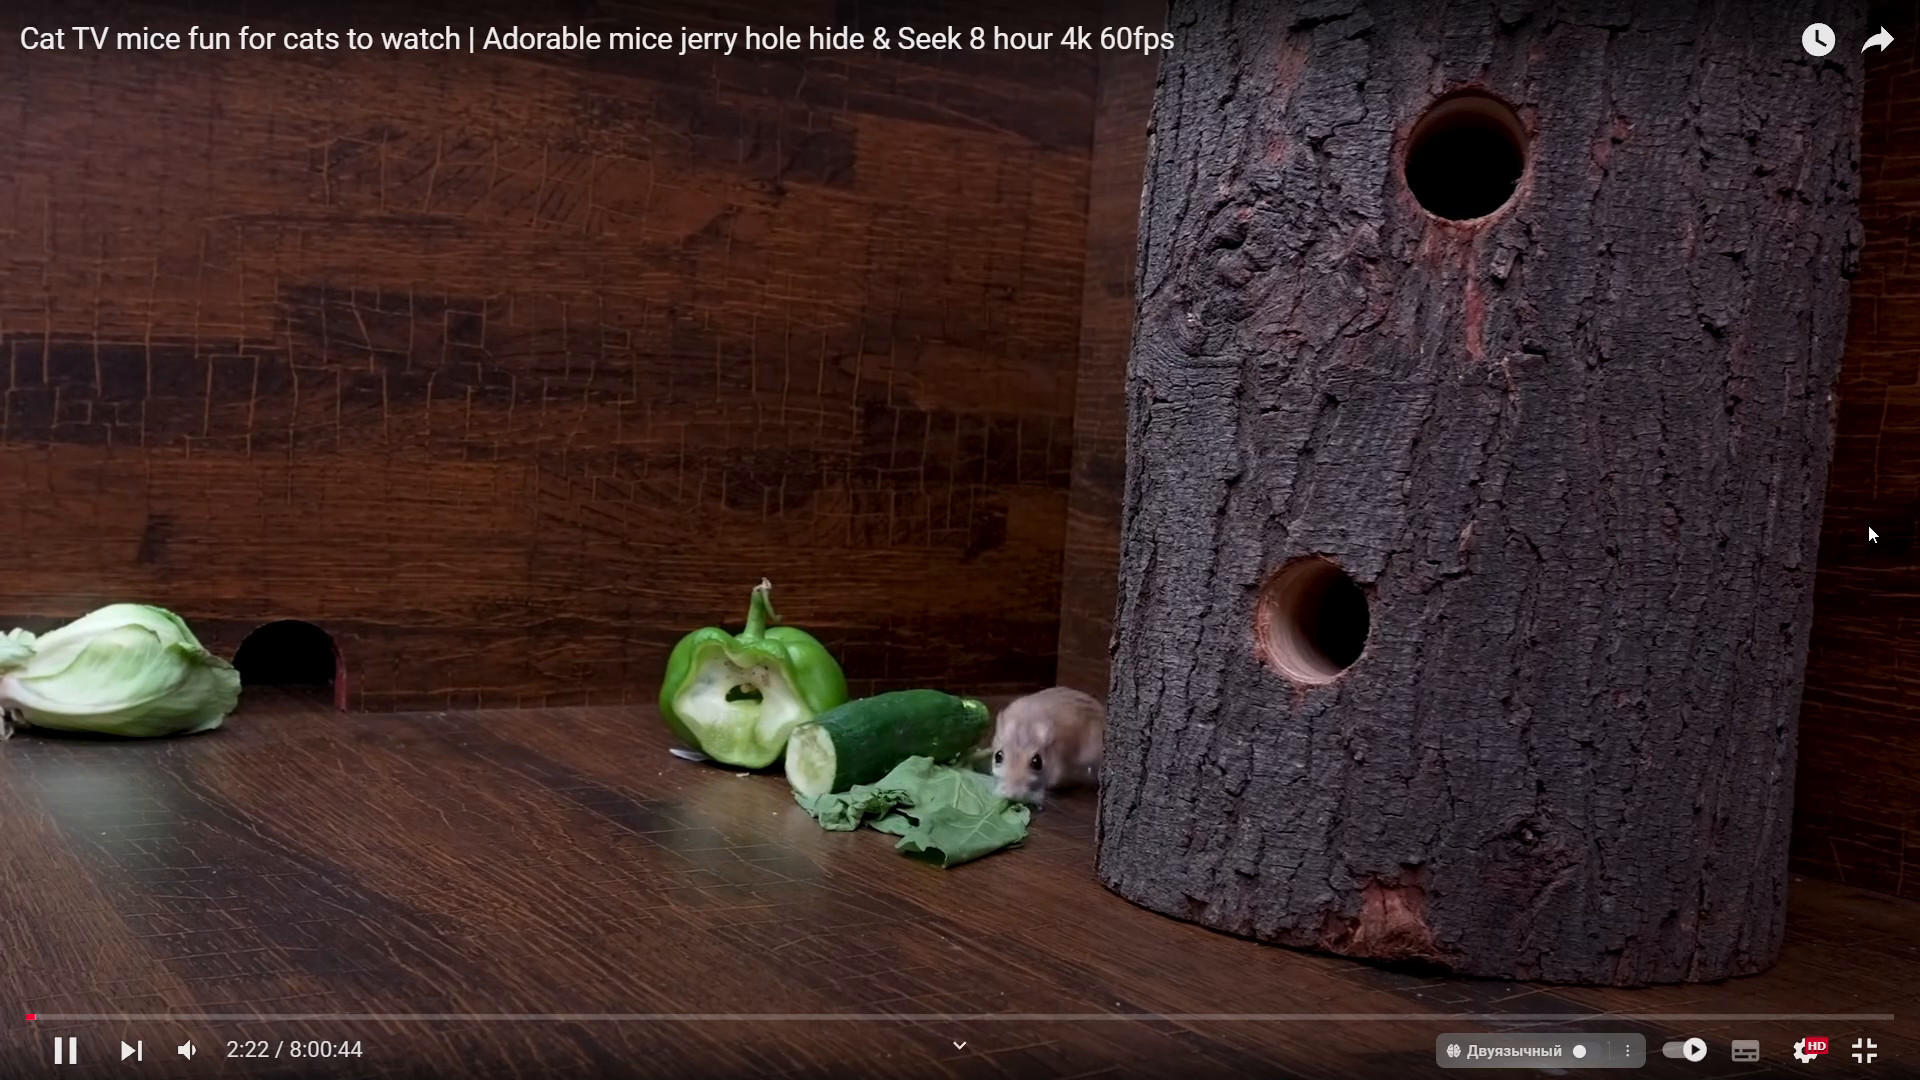 Cat TV mice fun for cats to watch | Adorable mice jerry hole hide & Seek 8 hour 4k 60fps
2:22 / 8:00:44
Двуязычный
HD